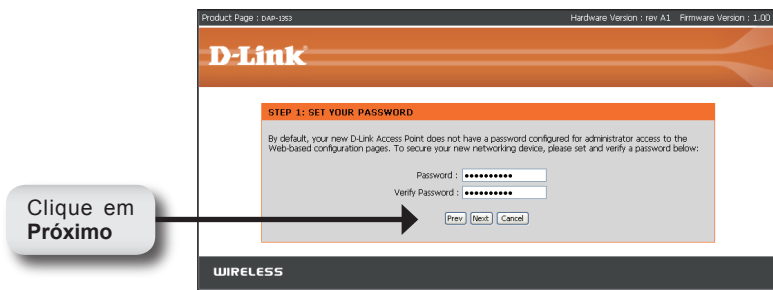 Product Page : DAP-1353 Hardware Version : rev A1 Firmware Version : 1.00
D-Link
STEP 1: SET YOUR PASSWORD
By default, your new D-Link Access Point does not have a password configured for administrator access to the
Web-based configuration pages. To secure your new networking device, please set and verify a password below:
Password : ••••••••••
Verify Password : ••••••••••
Clique em
Próximo
Prev Next Cancel
WIRELESS